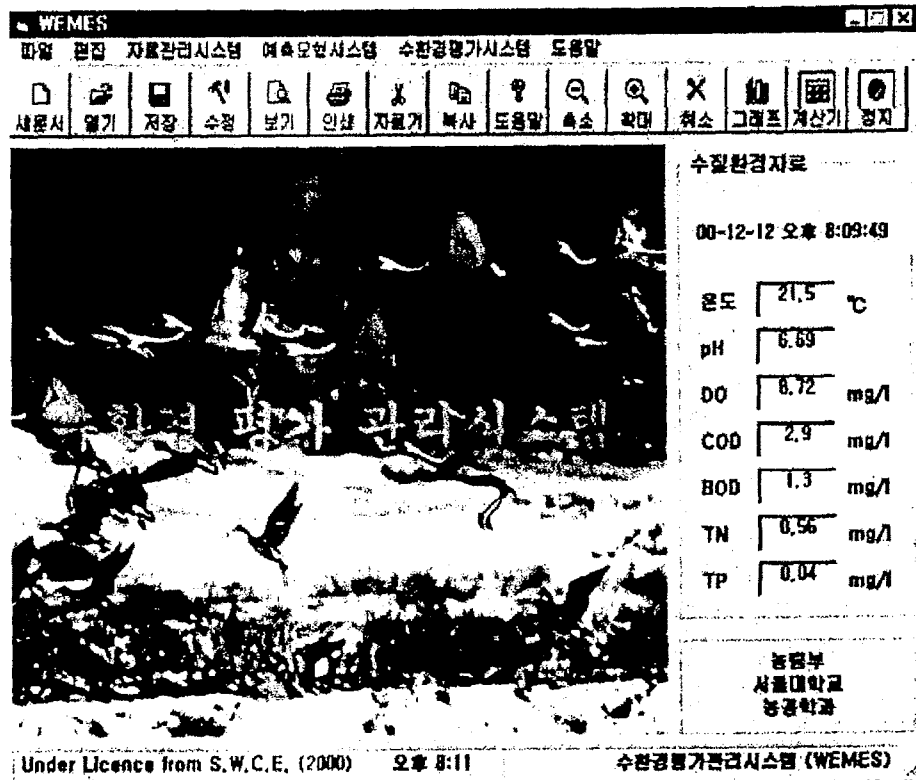 WEMES
파일 편집 자료관리시스템 예측모형시스템 수환경평가시스템 도움말
새문서 열기 저장 수정 보기 인쇄 자르기 복사 도움말 축소 확대 취소 그래프 계산기 정지
수질환경자료
00-12-12 오후 8:09:49
온도 21.5 ℃
pH 6.69
DO 8.72 mg/l
COD 2.9 mg/l
BOD 1.3 mg/l
TN 0.56 mg/l
TP 0.04 mg/l
환경 평가 관리시스템
농림부
서울대학교
농공학과
Under Licence from S.W.C.E. (2000) 오후 8:11 수환경평가관리시스템 (WEMES)